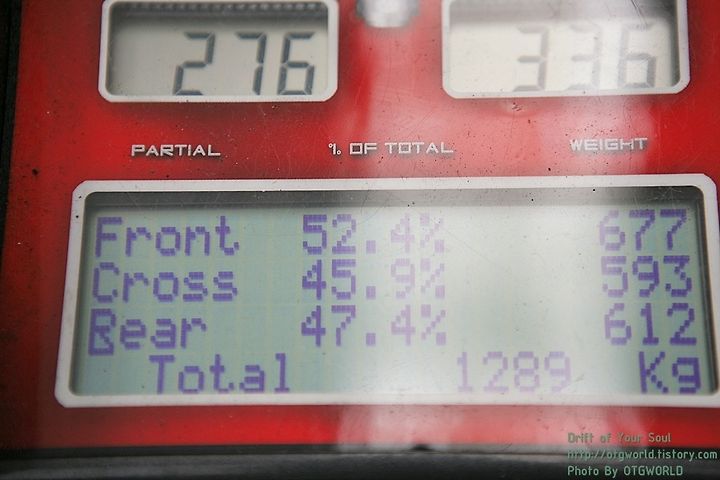 276 336
PARTIAL % OF TOTAL WEIGHT
Front 52.4% 677
Cross 45.9% 593
Rear 47.4% 612
Total 1289 Kg
Drift of Your Soul
http://otgworld.tistory.com
Photo By OTGWORLD